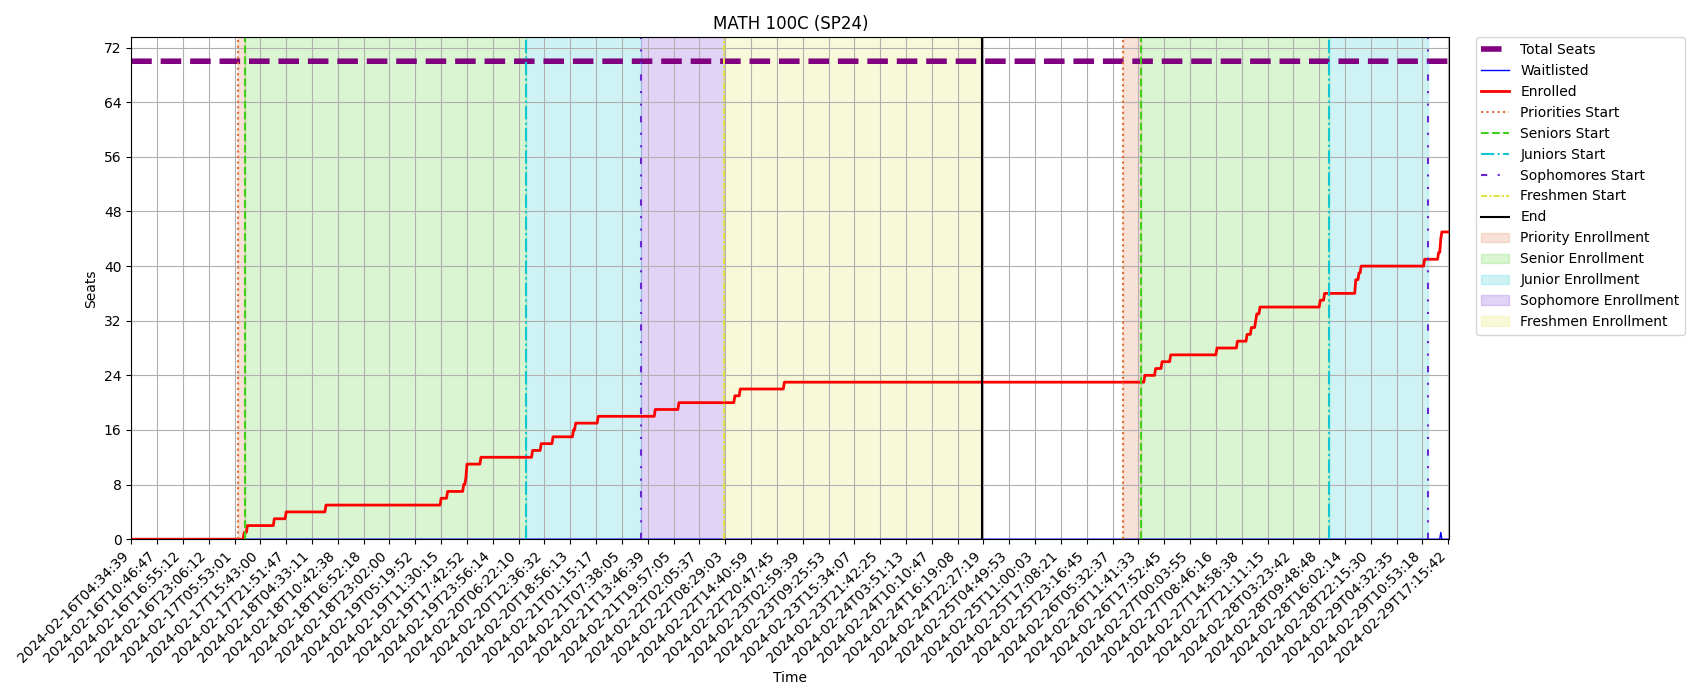 MATH 100C (SP24)
72
64
56
48
40
32
24
16
8
0
Seats
2024-02-16T04:34:39
2024-02-16T10:46:47
2024-02-16T16:55:12
2024-02-16T23:06:12
2024-02-17T05:53:01
2024-02-17T15:43:00
2024-02-17T21:51:47
2024-02-18T04:33:11
2024-02-18T10:42:38
2024-02-18T16:52:18
2024-02-18T23:02:00
2024-02-19T05:19:52
2024-02-19T11:30:15
2024-02-19T17:42:52
2024-02-19T23:56:14
2024-02-20T06:22:10
2024-02-20T12:36:32
2024-02-20T18:56:13
2024-02-21T01:15:17
2024-02-21T07:38:05
2024-02-21T13:46:39
2024-02-21T19:57:05
2024-02-22T02:05:37
2024-02-22T08:29:03
2024-02-22T14:40:59
2024-02-22T20:47:45
2024-02-23T02:59:39
2024-02-23T09:25:53
2024-02-23T15:34:07
2024-02-23T21:42:25
2024-02-24T03:51:13
2024-02-24T10:10:47
2024-02-24T16:19:08
2024-02-24T22:27:19
2024-02-25T04:49:53
2024-02-25T11:00:03
2024-02-25T17:08:21
2024-02-25T23:16:45
2024-02-26T05:32:37
2024-02-26T11:41:33
2024-02-26T17:52:45
2024-02-27T00:03:55
2024-02-27T08:46:16
2024-02-27T14:58:38
2024-02-27T21:11:15
2024-02-28T03:23:42
2024-02-28T09:48:48
2024-02-28T16:02:14
2024-02-28T22:15:30
2024-02-29T04:32:35
2024-02-29T10:53:18
2024-02-29T17:15:42
Time
Total Seats
Waitlisted
Enrolled
Priorities Start
Seniors Start
Juniors Start
Sophomores Start
Freshmen Start
End
Priority Enrollment
Senior Enrollment
Junior Enrollment
Sophomore Enrollment
Freshmen Enrollment